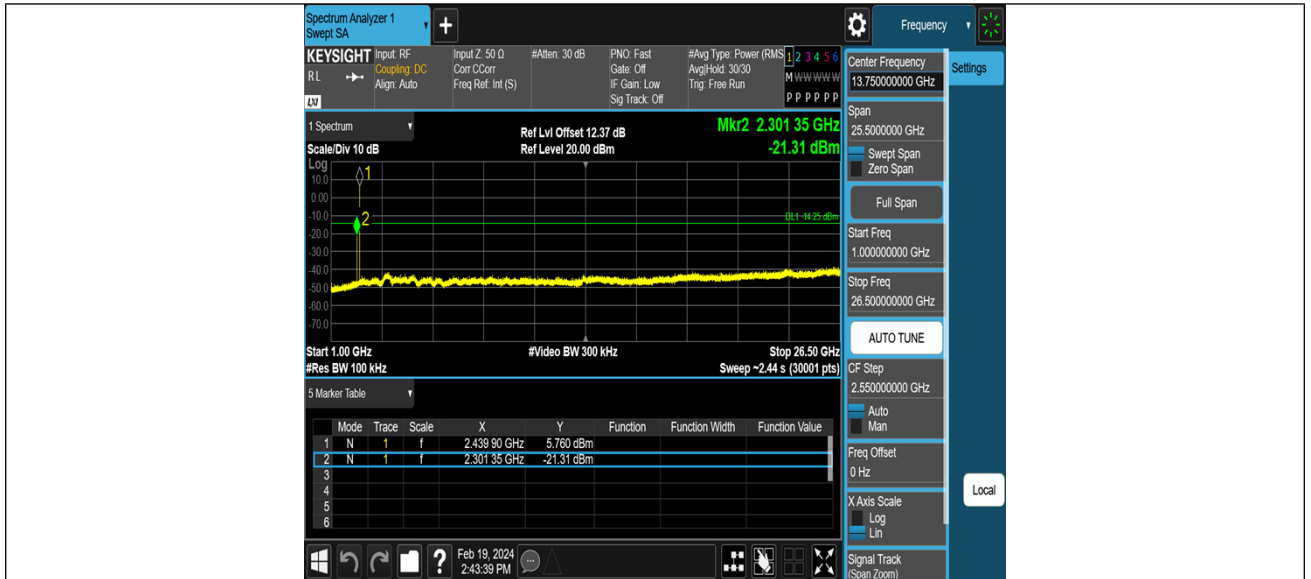 Spectrum Analyzer 1
Swept SA
+
Frequency
KEYSIGHT
RL
LXI
Input: RF
Coupling: DC
Align: Auto
Input Z: 50 Ω
Corr CCorr
Freq Ref: Int (S)
#Atten: 30 dB
PNO: Fast
Gate: Off
IF Gain: Low
Sig Track: Off
#Avg Type: Power (RMS
Avg|Hold: 30/30
Trig: Free Run
1 2 3 4 5 6
M W W W W W
P P P P P P
1 Spectrum
Scale/Div 10 dB
Ref Lvl Offset 12.37 dB
Ref Level 20.00 dBm
Mkr2 2.301 35 GHz
-21.31 dBm
Log
10.0
0.00
-10.0
-20.0
-30.0
-40.0
-50.0
-60.0
-70.0
1
2
DL1 -14.25 dBm
Start 1.00 GHz
#Res BW 100 kHz
#Video BW 300 kHz
Stop 26.50 GHz
Sweep ~2.44 s (30001 pts)
5 Marker Table
Mode Trace Scale X Y Function Function Width Function Value
1 N 1 f 2.439 90 GHz 5.760 dBm
2 N 1 f 2.301 35 GHz -21.31 dBm
3
4
5
6
?
Feb 19, 2024
2:43:39 PM
Center Frequency
13.750000000 GHz
Settings
Span
25.5000000 GHz
Swept Span
Zero Span
Full Span
Start Freq
1.000000000 GHz
Stop Freq
26.500000000 GHz
AUTO TUNE
CF Step
2.550000000 GHz
Auto
Man
Freq Offset
0 Hz
X Axis Scale
Log
Lin
Local
Signal Track
(Span Zoom)